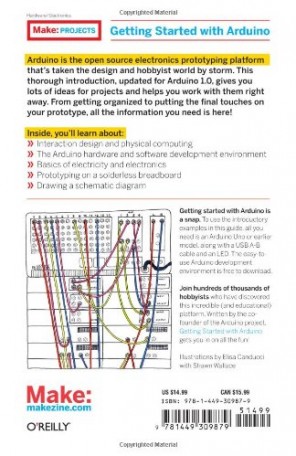 Copyrighted Material
Hardware/Electronics
Make: PROJECTS
Getting Started with Arduino
Arduino is the open source electronics prototyping platform
that's taken the design and hobbyist world by storm. This
thorough introduction, updated for Arduino 1.0, gives you
lots of ideas for projects and helps you work with them right
away. From getting organized to putting the final touches on
your prototype, all the information you need is here!
Inside, you'll learn about:
» Interaction design and physical computing
» The Arduino hardware and software development environment
» Basics of electricity and electronics
» Prototyping on a solderless breadboard
» Drawing a schematic diagram
Getting started with Arduino is
a snap. To use the introductory
examples in this guide, all you
need is an Arduino Uno or earlier
model, along with a USB A-B
cable and an LED. The easy-to-
use Arduino development
environment is free to download.
Join hundreds of thousands of
hobbyists who have discovered
this incredible (and educational!)
platform. Written by the co-
founder of the Arduino project,
Getting Started with Arduino
gets you in on all the fun!
Illustrations by Elisa Canducci
with Shawn Wallace
Make:
makezine.com
O'REILLY
US $14.99 CAN $15.99
ISBN: 978-1-449-30987-9
51499
9 781449 309879
Copyrighted Material